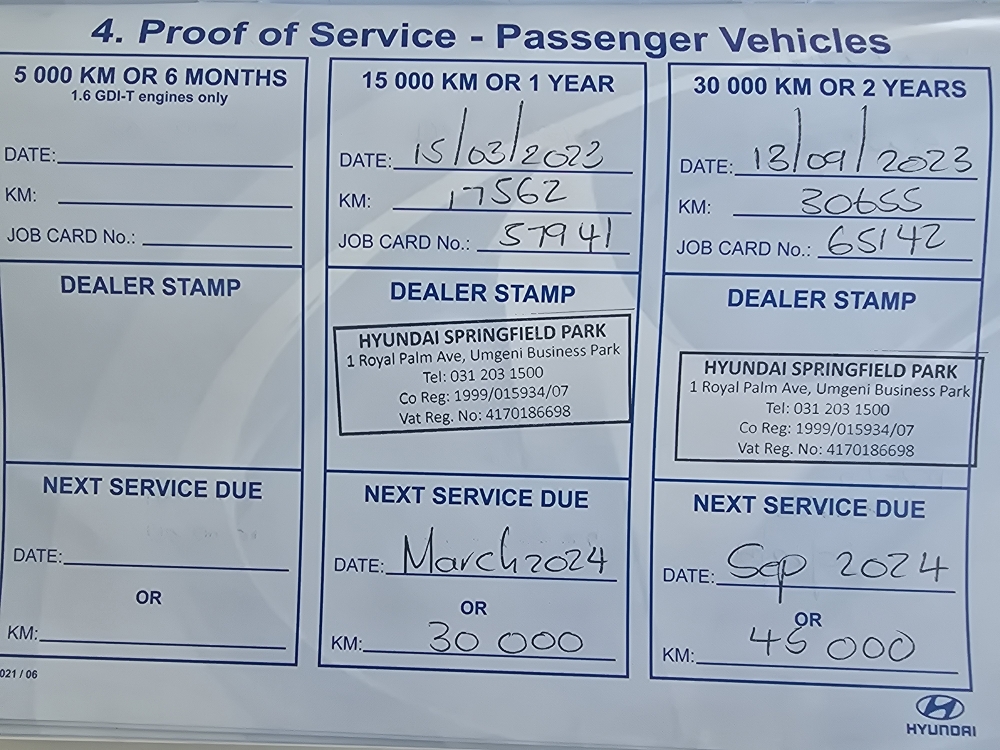 4. Proof of Service - Passenger Vehicles
5 000 KM OR 6 MONTHS
1.6 GDI-T engines only
DATE:
KM:
JOB CARD No.:
DEALER STAMP
NEXT SERVICE DUE
DATE:
OR
KM:
15 000 KM OR 1 YEAR
DATE: 15/03/2023
KM: 17562
JOB CARD No.: 57941
DEALER STAMP
HYUNDAI SPRINGFIELD PARK
1 Royal Palm Ave, Umgeni Business Park
Tel: 031 203 1500
Co Reg: 1999/015934/07
Vat Reg. No: 4170186698
NEXT SERVICE DUE
DATE: March 2024
OR
KM: 30 000
30 000 KM OR 2 YEARS
DATE: 13/09/2023
KM: 30655
JOB CARD No.: 65142
DEALER STAMP
HYUNDAI SPRINGFIELD PARK
1 Royal Palm Ave, Umgeni Business Park
Tel: 031 203 1500
Co Reg: 1999/015934/07
Vat Reg. No: 4170186698
NEXT SERVICE DUE
DATE: Sep 2024
OR
KM: 45 000
021 / 06
HYUNDAI